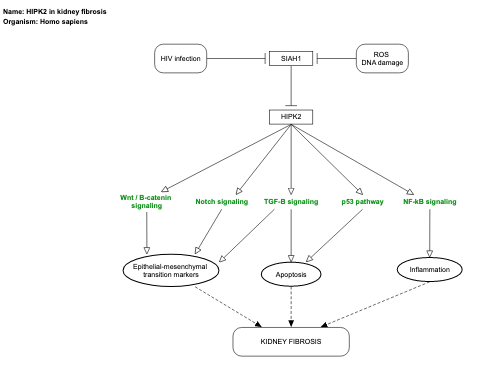 Name: HIPK2 in kidney fibrosis
Organism: Homo sapiens
HIV infection
SIAH1
ROS
DNA damage
HIPK2
Wnt / B-catenin
signaling
Notch signaling
TGF-B signaling
p53 pathway
NF-kB signaling
Epithelial-mesenchymal
transition markers
Apoptosis
Inflammation
KIDNEY FIBROSIS